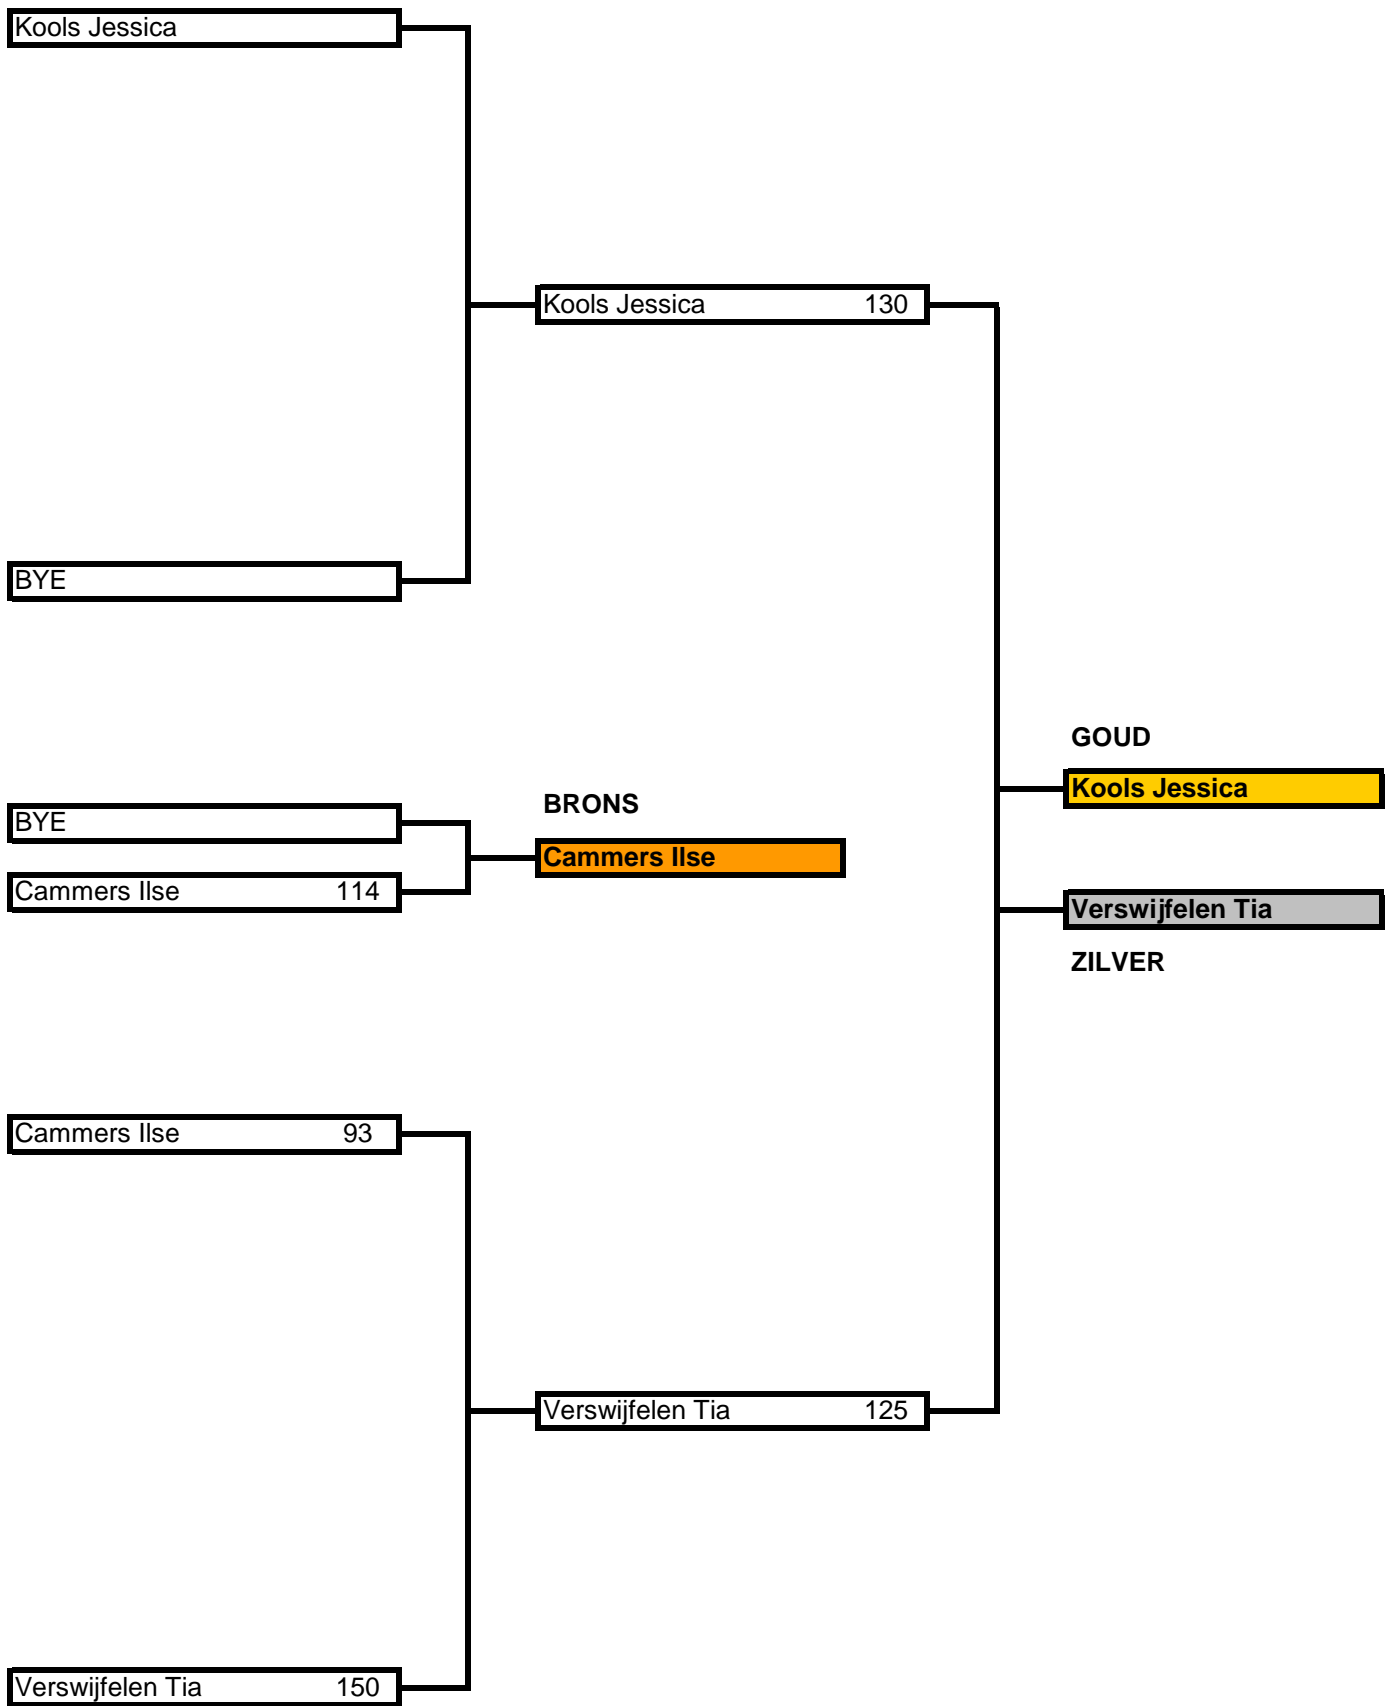 Kools Jessica
Kools Jessica 130
BYE
GOUD
Kools Jessica
BRONS
BYE
Cammers Ilse
Cammers Ilse 114
Verswijfelen Tia
ZILVER
Cammers Ilse 93
Verswijfelen Tia 125
Verswijfelen Tia 150